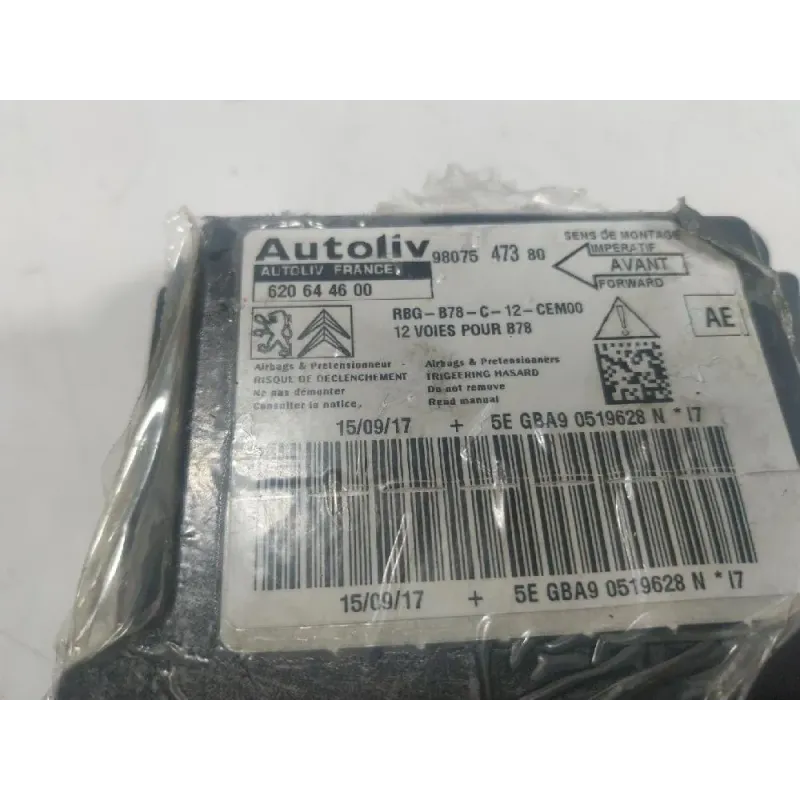 Autoliv 98075 473 80
AUTOLIV FRANCE
620 64 46 00
SENS DE MONTAGE
IMPERATIF
AVANT
FORWARD
RBG-B78-C-12-CEM00
12 VOIES POUR B78
AE
Airbags & Pretensionneur
RISQUE DE DECLENCHEMENT
Ne pas démonter
Consulter la notice
Airbags & Pretensioners
TRIGEERING HASARD
Do not remove
Read manual
15/09/17 + 5E GBA9 0519628 N * I7
15/09/17 + 5E GBA9 0519628 N * I7